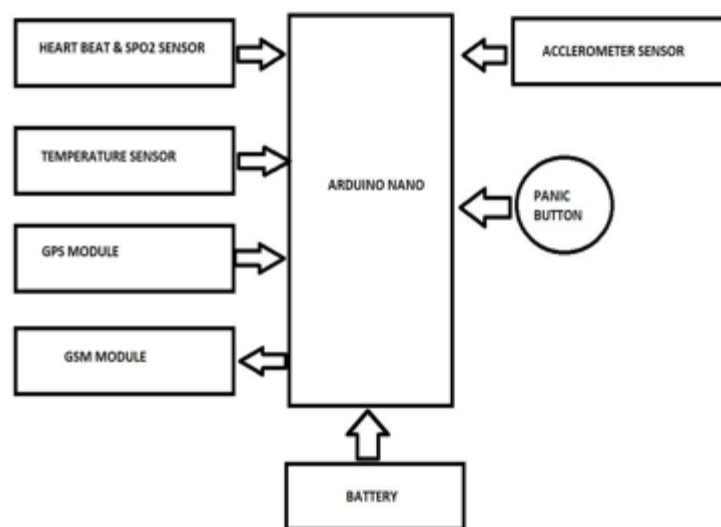 HEART BEAT & SPO2 SENSOR
ACCLEROMETER SENSOR
TEMPERATURE SENSOR
ARDUINO NANO
PANIC
BUTTON
GPS MODULE
GSM MODULE
BATTERY